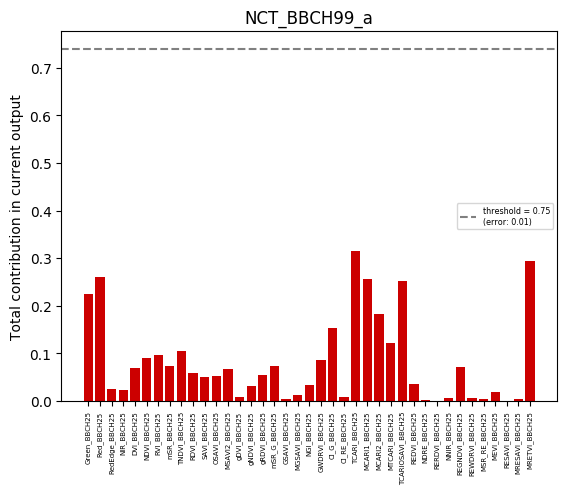 NCT_BBCH99_a
Total contribution in current output
0.7
0.6
0.5
0.4
0.3
0.2
0.1
0.0
threshold = 0.75
(error: 0.01)
Green_BBCH25
Red_BBCH25
RedEdge_BBCH25
NIR_BBCH25
DVI_BBCH25
NDVI_BBCH25
RVI_BBCH25
mSR_BBCH25
TNDVI_BBCH25
RDVI_BBCH25
SAVI_BBCH25
OSAVI_BBCH25
MSAVI2_BBCH25
gDVI_BBCH25
gNDVI_BBCH25
gRDVI_BBCH25
mSR_G_BBCH25
GSAVI_BBCH25
MGSAVI_BBCH25
NGI_BBCH25
GWDRVI_BBCH25
CI_G_BBCH25
CI_RE_BBCH25
TCARI_BBCH25
MCARI1_BBCH25
MCARI2_BBCH25
MTCARI_BBCH25
TCARIOSAVI_BBCH25
REDVI_BBCH25
NDRE_BBCH25
RERDVI_BBCH25
NNIR_BBCH25
REGNDVI_BBCH25
REWDRVI_BBCH25
MSR_RE_BBCH25
MEVI_BBCH25
RESAVI_BBCH25
MRESAVI_BBCH25
MRETVI_BBCH25